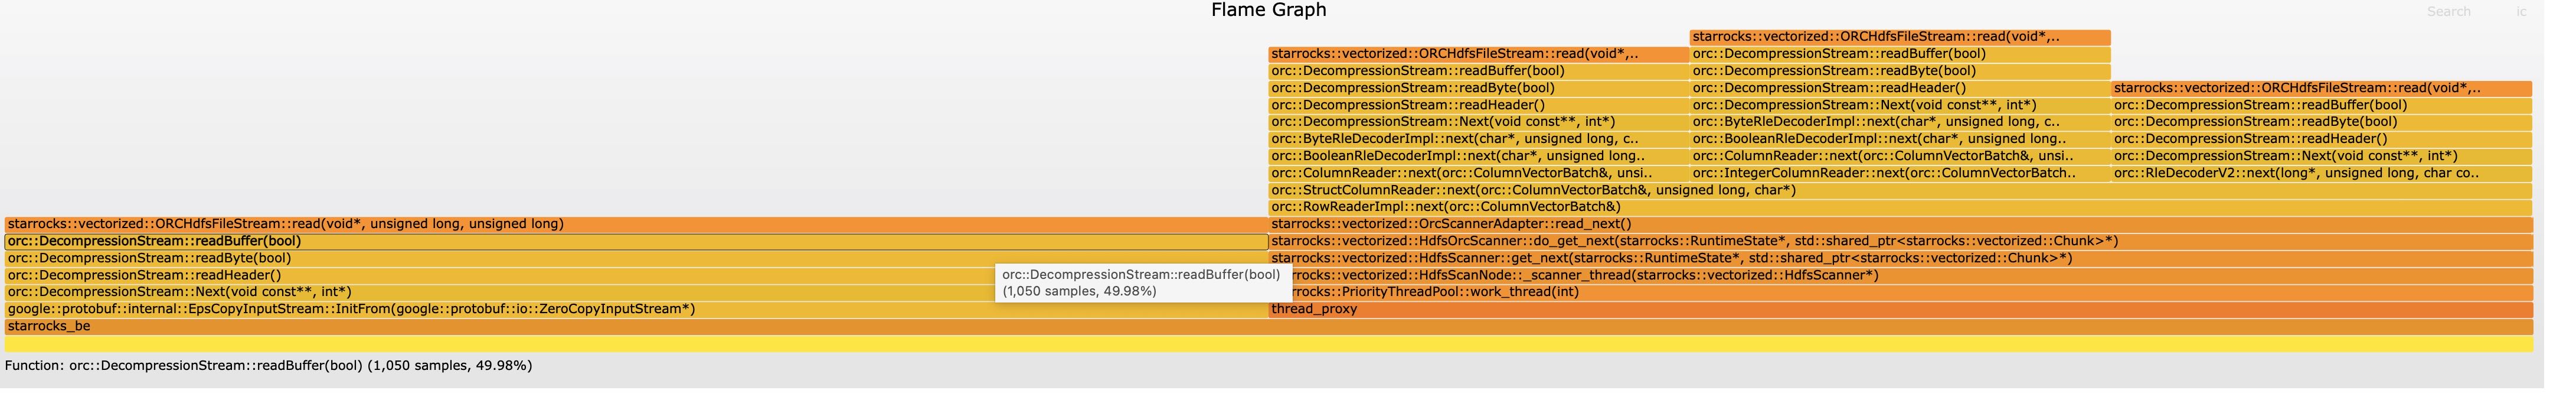 Flame Graph
Search ic
starrocks::vectorized::ORCHdfsFileStream::read(void*,..
starrocks::vectorized::ORCHdfsFileStream::read(void*,.. orc::DecompressionStream::readBuffer(bool)
orc::DecompressionStream::readBuffer(bool) orc::DecompressionStream::readByte(bool)
orc::DecompressionStream::readByte(bool) orc::DecompressionStream::readHeader() starrocks::vectorized::ORCHdfsFileStream::read(void*,..
orc::DecompressionStream::readHeader() orc::DecompressionStream::Next(void const**, int*) orc::DecompressionStream::readBuffer(bool)
orc::DecompressionStream::Next(void const**, int*) orc::ByteRleDecoderImpl::next(char*, unsigned long, c.. orc::DecompressionStream::readByte(bool)
orc::ByteRleDecoderImpl::next(char*, unsigned long, c.. orc::BooleanRleDecoderImpl::next(char*, unsigned long.. orc::DecompressionStream::readHeader()
orc::BooleanRleDecoderImpl::next(char*, unsigned long.. orc::ColumnReader::next(orc::ColumnVectorBatch&, unsi.. orc::DecompressionStream::Next(void const**, int*)
orc::ColumnReader::next(orc::ColumnVectorBatch&, unsi.. orc::IntegerColumnReader::next(orc::ColumnVectorBatch.. orc::RleDecoderV2::next(long*, unsigned long, char co..
orc::StructColumnReader::next(orc::ColumnVectorBatch&, unsigned long, char*)
orc::RowReaderImpl::next(orc::ColumnVectorBatch&)
starrocks::vectorized::ORCHdfsFileStream::read(void*, unsigned long, unsigned long) starrocks::vectorized::OrcScannerAdapter::read_next()
orc::DecompressionStream::readBuffer(bool) starrocks::vectorized::HdfsOrcScanner::do_get_next(starrocks::RuntimeState*, std::shared_ptr<starrocks::vectorized::Chunk>*)
orc::DecompressionStream::readByte(bool) starrocks::vectorized::HdfsScanner::get_next(starrocks::RuntimeState*, std::shared_ptr<starrocks::vectorized::Chunk>*)
orc::DecompressionStream::readHeader() rrocks::vectorized::HdfsScanNode::_scanner_thread(starrocks::vectorized::HdfsScanner*)
orc::DecompressionStream::readBuffer(bool)
(1,050 samples, 49.98%)
orc::DecompressionStream::Next(void const**, int*) rrocks::PriorityThreadPool::work_thread(int)
google::protobuf::internal::EpsCopyInputStream::InitFrom(google::protobuf::io::ZeroCopyInputStream*) thread_proxy
starrocks_be
Function: orc::DecompressionStream::readBuffer(bool) (1,050 samples, 49.98%)